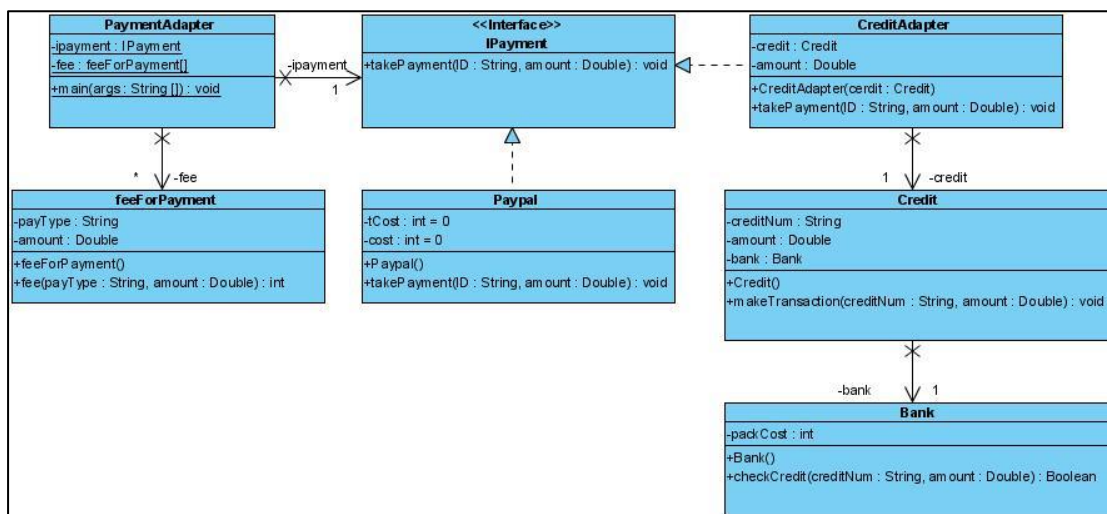 PaymentAdapter
-ipayment : IPayment
-fee : feeForPayment[]
+main(args : String []) : void
-ipayment
1
<<Interface>>
IPayment
+takePayment(ID : String, amount : Double) : void
CreditAdapter
-credit : Credit
-amount : Double
+CreditAdapter(cerdit : Credit)
+takePayment(ID : String, amount : Double) : void
*
-fee
1
-credit
feeForPayment
-payType : String
-amount : Double
+feeForPayment()
+fee(payType : String, amount : Double) : int
Paypal
-tCost : int = 0
-cost : int = 0
+Paypal()
+takePayment(ID : String, amount : Double) : void
Credit
-creditNum : String
-amount : Double
-bank : Bank
+Credit()
+makeTransaction(creditNum : String, amount : Double) : void
-bank
1
Bank
-packCost : int
+Bank()
+checkCredit(creditNum : String, amount : Double) : Boolean